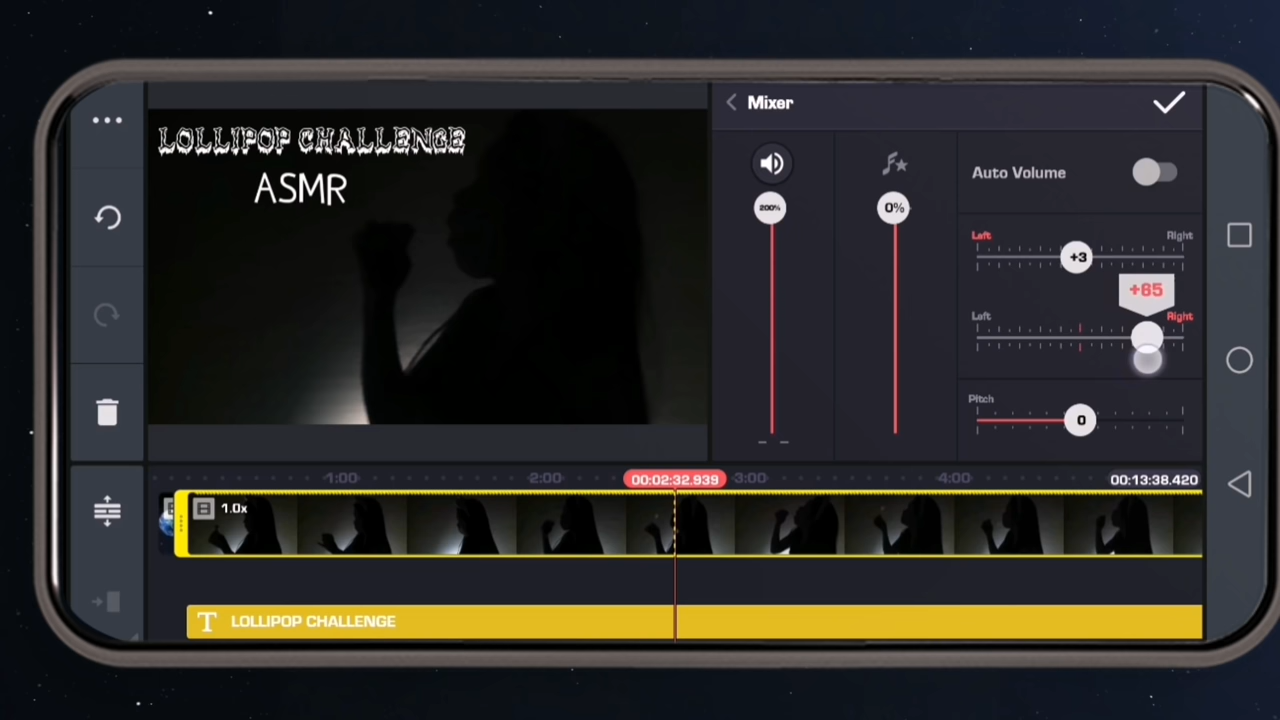 Mixer
LOLLIPOP CHALLENGE
ASMR
200%
0%
Auto Volume
Left Right
+3
+65
Left Right
Pitch
0
1:00 2:00 00:02:32.939 3:00 4:00 00:13:38.420
1.0x
T LOLLIPOP CHALLENGE